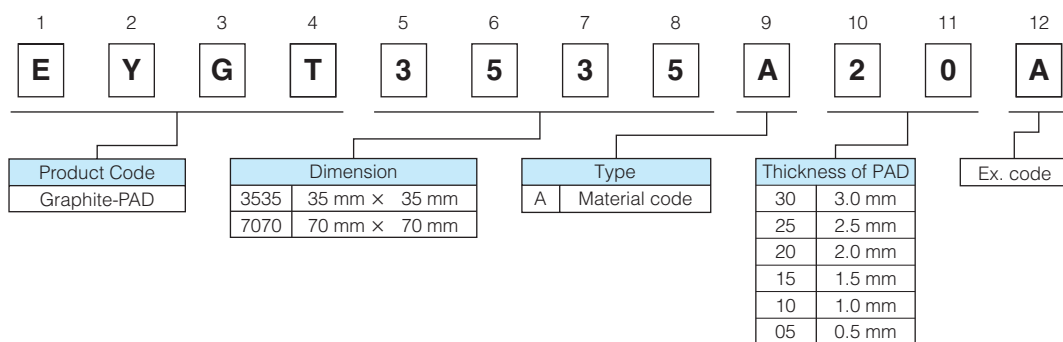 1 2 3 4 5 6 7 8 9 10 11 12
E Y G T 3 5 3 5 A 2 0 A
Product Code
Graphite-PAD
Dimension
3535 35 mm × 35 mm
7070 70 mm × 70 mm
Type
A Material code
Thickness of PAD
30 3.0 mm
25 2.5 mm
20 2.0 mm
15 1.5 mm
10 1.0 mm
05 0.5 mm
Ex. code